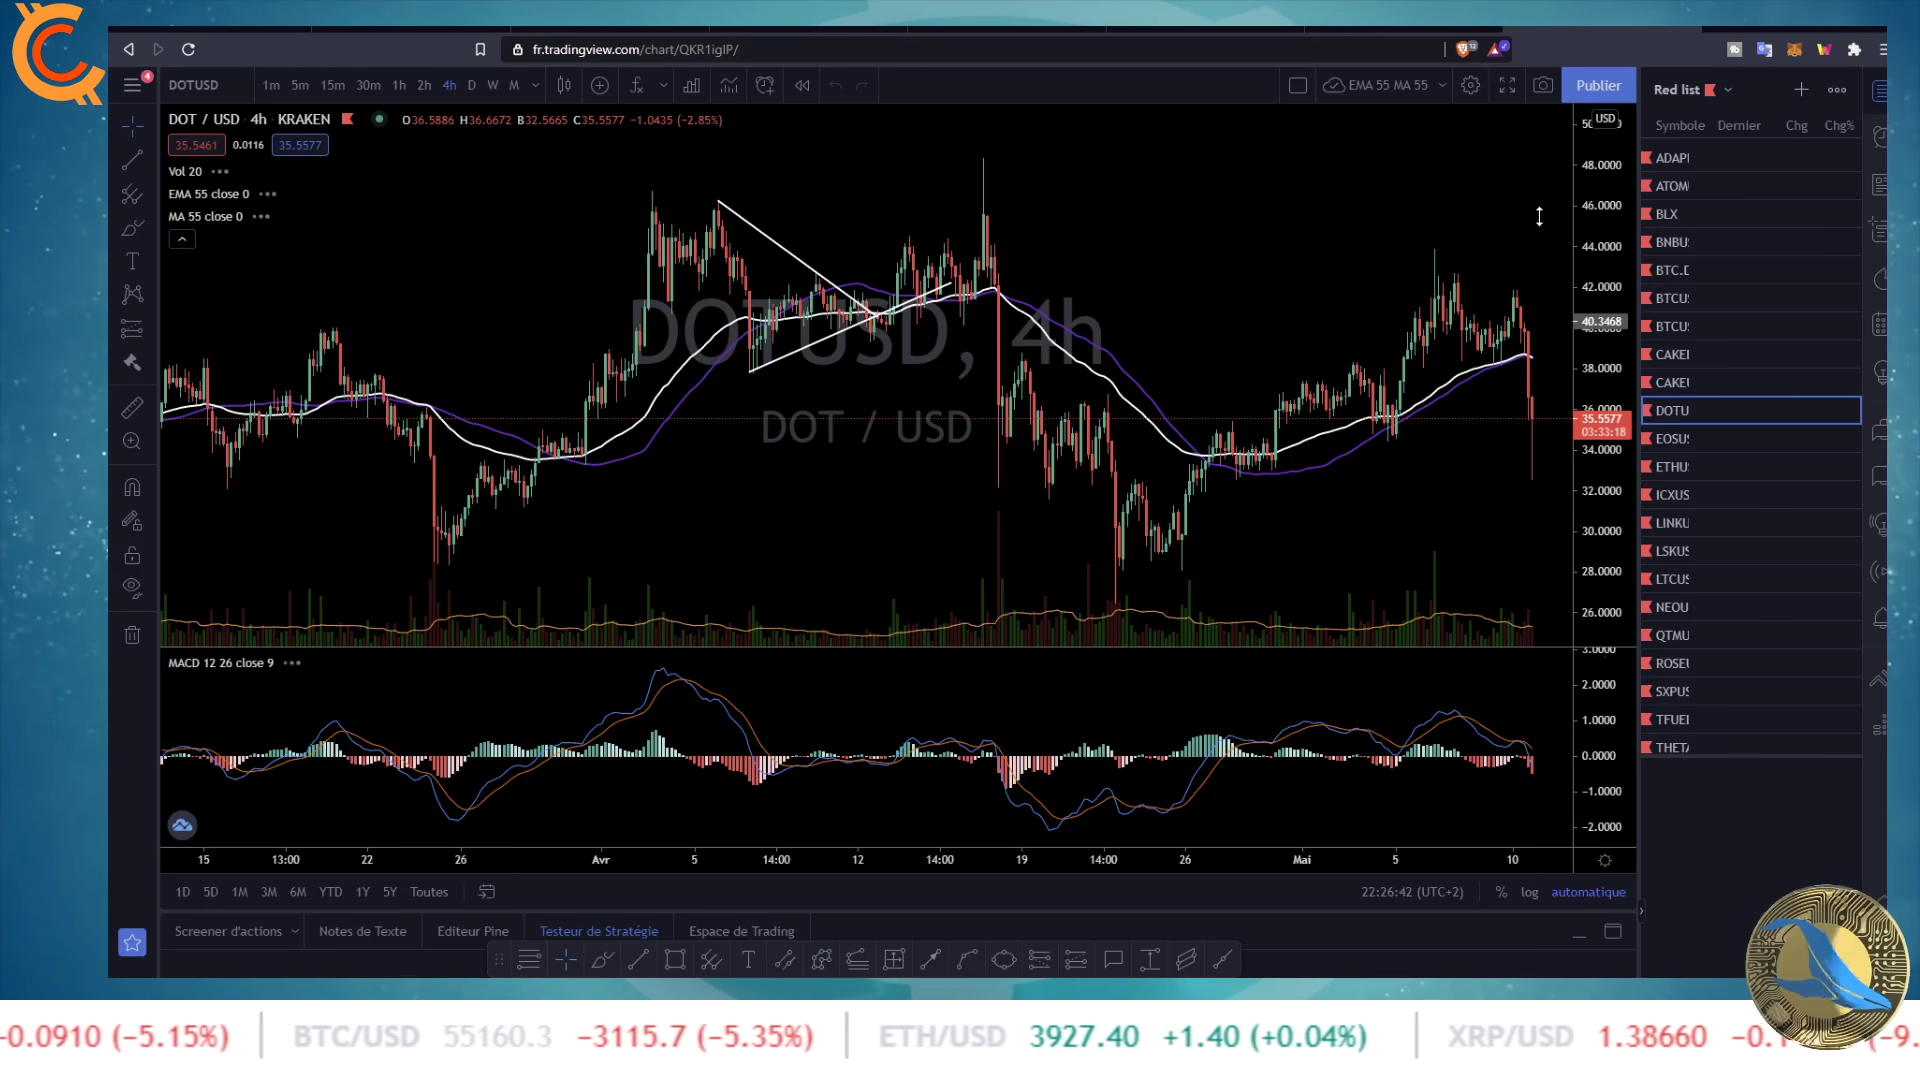 fr.tradingview.com/chart/QKR1igIP/
4
DOTUSD 1m 5m 15m 30m 1h 2h 4h D W M EMA 55 MA 55 Publier Red list
DOT / USD 4h KRAKEN O36.5886 H36.6672 B32.5665 C35.5577 −1.0435 (−2.85%) USD
Symbole Dernier Chg Chg%
35.5461 0.0116 35.5577
Vol 20
EMA 55 close 0
MA 55 close 0
DOTUSD, 4h
DOT / USD
48.0000
46.0000
44.0000
42.0000
40.3468
38.0000
36.0000
35.5577
03:33:18
34.0000
32.0000
30.0000
28.0000
26.0000
ATOM
BLX
BNBU
BTC.D
BTCU
BTCU
DOTU
EOSUS
ETHU
ICXUS
LINKU
LSKUS
LTCUS
NEOU
QTMU
SXPUS
THETA
MACD 12 26 close 9
3.0000
2.0000
1.0000
0.0000
−1.0000
−2.0000
15 13:00 22 26 Avr 5 14:00 12 14:00 19 14:00 26 Mai 5 10
1D 5D 1M 3M 6M YTD 1Y 5Y Toutes 22:26:42 (UTC+2) % log automatique
Screener d'actions Notes de Texte Editeur Pine Testeur de Stratégie Espace de Trading
-0.0910 (-5.15%) BTC/USD 55160.3 −3115.7 (−5.35%) ETH/USD 3927.40 +1.40 (+0.04%) XRP/USD 1.38660